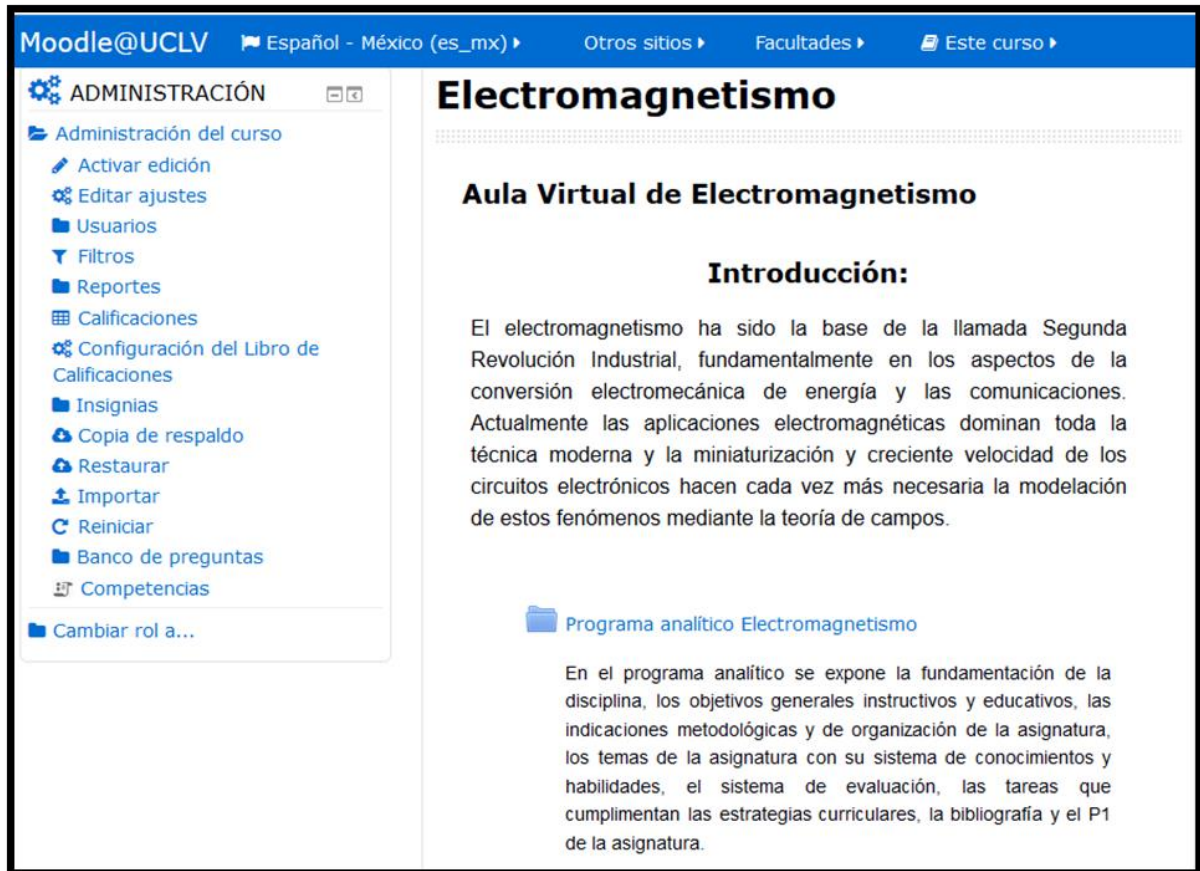 Moodle@UCLV Español - México (es_mx) Otros sitios Facultades Este curso
ADMINISTRACIÓN
Administración del curso
Activar edición
Editar ajustes
Usuarios
Filtros
Reportes
Calificaciones
Configuración del Libro de
Calificaciones
Insignias
Copia de respaldo
Restaurar
Importar
Reiniciar
Banco de preguntas
Competencias
Cambiar rol a...
Electromagnetismo
Aula Virtual de Electromagnetismo
Introducción:
El electromagnetismo ha sido la base de la llamada Segunda
Revolución Industrial, fundamentalmente en los aspectos de la
conversión electromecánica de energía y las comunicaciones.
Actualmente las aplicaciones electromagnéticas dominan toda la
técnica moderna y la miniaturización y creciente velocidad de los
circuitos electrónicos hacen cada vez más necesaria la modelación
de estos fenómenos mediante la teoría de campos.
Programa analítico Electromagnetismo
En el programa analítico se expone la fundamentación de la
disciplina, los objetivos generales instructivos y educativos, las
indicaciones metodológicas y de organización de la asignatura,
los temas de la asignatura con su sistema de conocimientos y
habilidades, el sistema de evaluación, las tareas que
cumplimentan las estrategias curriculares, la bibliografía y el P1
de la asignatura.